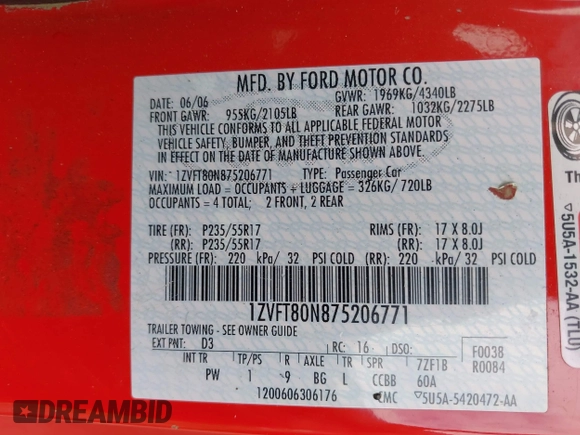 MFD. BY FORD MOTOR CO.
DATE: 06/06 GVWR: 1969KG/4340LB
FRONT GAWR: 955KG/2105LB REAR GAWR: 1032KG/2275LB
THIS VEHICLE CONFORMS TO ALL APPLICABLE FEDERAL MOTOR
VEHICLE SAFETY, BUMPER, AND THEFT PREVENTION STANDARDS
IN EFFECT ON THE DATE OF MANUFACTURE SHOWN ABOVE.
VIN: 1ZVFT80N875206771 TYPE: Passenger Car
MAXIMUM LOAD = OCCUPANTS + LUGGAGE = 326KG/720LB
OCCUPANTS = 4 TOTAL; 2 FRONT, 2 REAR
TIRE (FR): P235/55R17 RIMS (FR): 17 X 8.0J
(RR): P235/55R17 (RR): 17 X 8.0J
PRESSURE (FR): 220 kPa/ 32 PSI COLD (RR): 220 kPa/ 32 PSI COLD
1ZVFT80N875206771
TRAILER TOWING - SEE OWNER GUIDE
EXT PNT: D3 RC: 16 DSO: F0038
INT TR TP/PS R AXLE TR SPR 7ZF1B R0084
PW 1 9 BG L CCBB 60A
1200606306176 MC ▽5U5A-5420472-AA
Th
▽5U5A-1532-AA (TLU)
DREAMBID